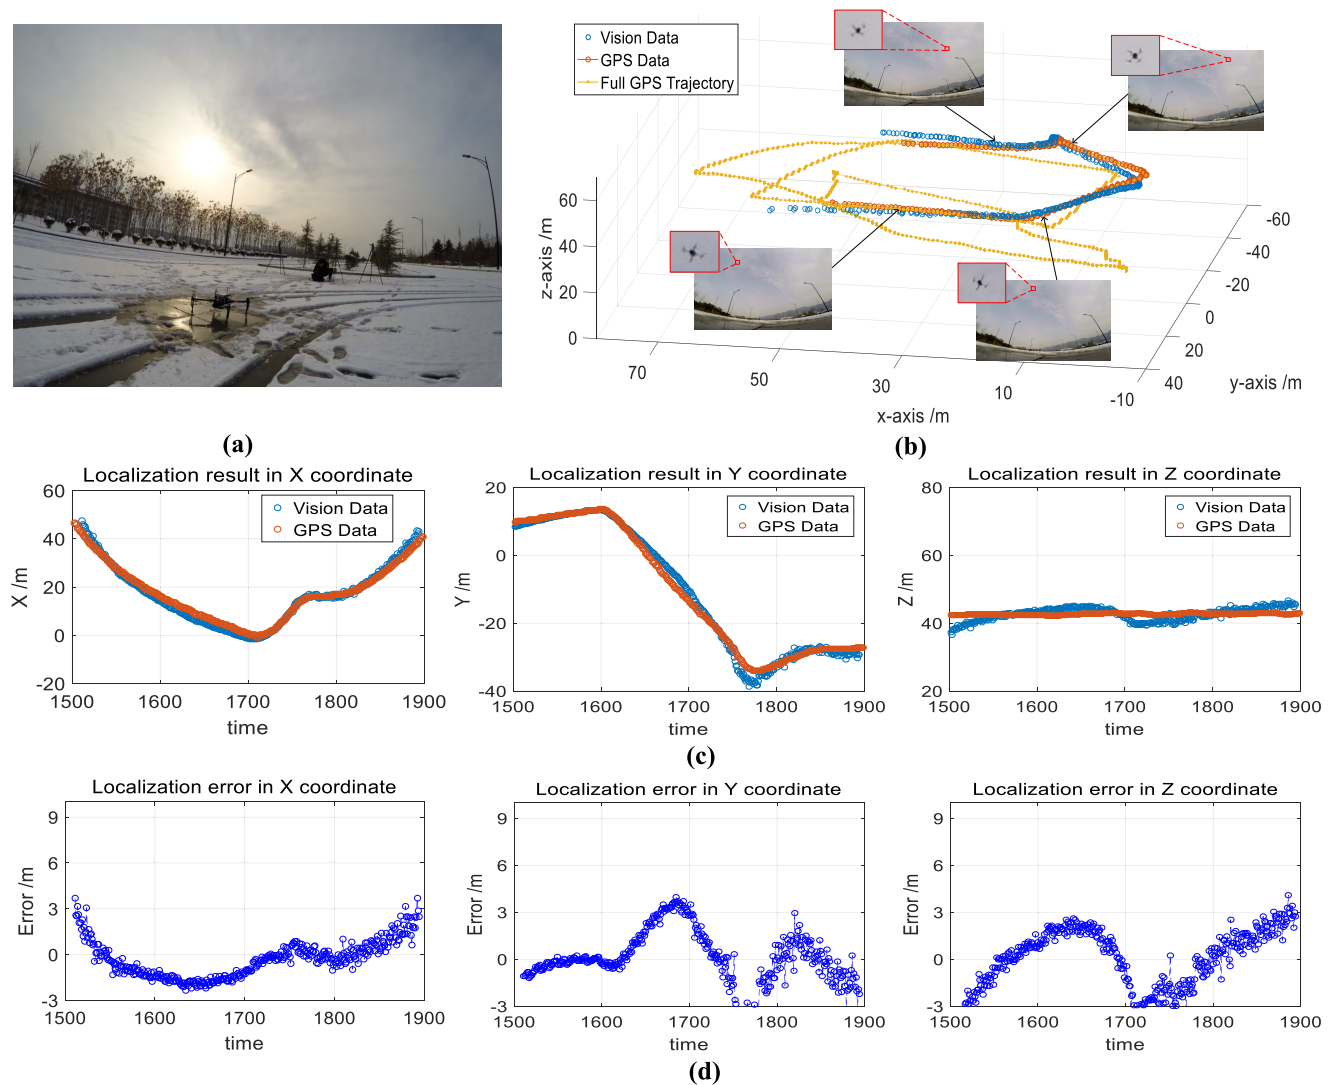 (a)
Vision Data
GPS Data
Full GPS Trajectory
z-axis /m
60
40
20
0
70
50
30
10
-10
x-axis /m
-60
-40
-20
0
20
40
y-axis /m
(b)
Localization result in X coordinate
Vision Data
GPS Data
X /m
60
40
20
0
-20
1500 1600 1700 1800 1900
time
Localization result in Y coordinate
Vision Data
GPS Data
Y /m
20
0
-20
-40
1500 1600 1700 1800 1900
time
Localization result in Z coordinate
Vision Data
GPS Data
Z /m
80
60
40
20
1500 1600 1700 1800 1900
time
(c)
Localization error in X coordinate
Error /m
9
6
3
0
-3
1500 1600 1700 1800 1900
time
Localization error in Y coordinate
Error /m
9
6
3
0
-3
1500 1600 1700 1800 1900
time
Localization error in Z coordinate
Error /m
9
6
3
0
-3
1500 1600 1700 1800 1900
time
(d)